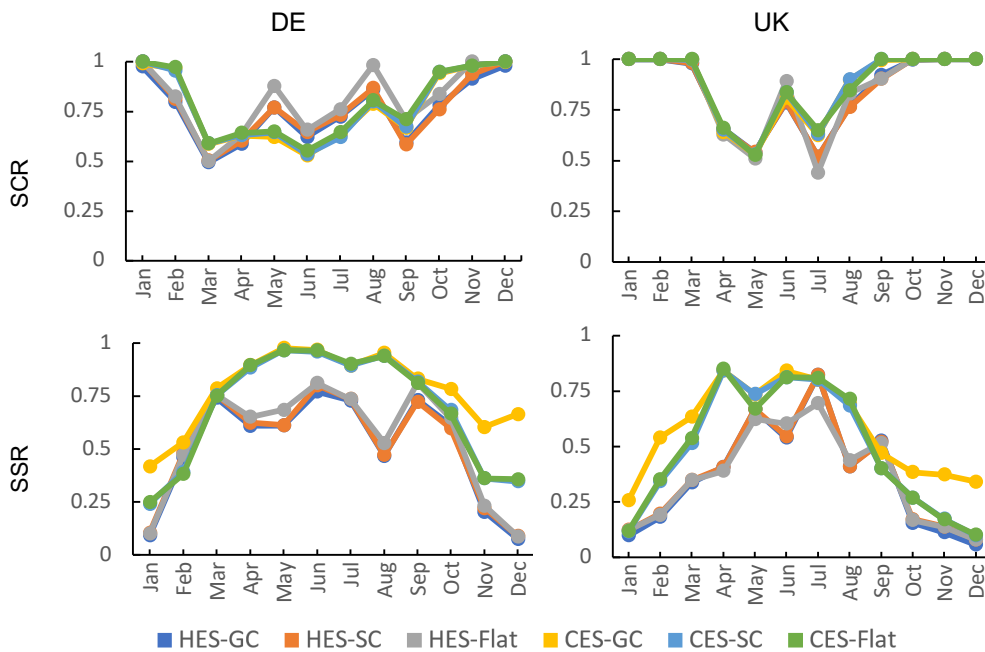 DE UK
SCR
1
0.75
0.5
0.25
0
Jan Feb Mar Apr May Jun Jul Aug Sep Oct Nov Dec
1
0.75
0.5
0.25
0
Jan Feb Mar Apr May Jun Jul Aug Sep Oct Nov Dec
SSR
1
0.75
0.5
0.25
0
Jan Feb Mar Apr May Jun Jul Aug Sep Oct Nov Dec
1
0.75
0.5
0.25
0
Jan Feb Mar Apr May Jun Jul Aug Sep Oct Nov Dec
HES-GC HES-SC HES-Flat CES-GC CES-SC CES-Flat